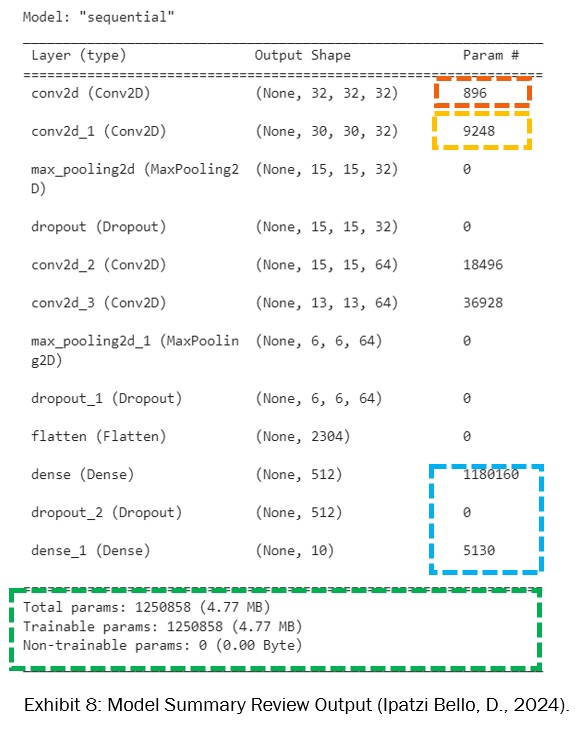 Model: "sequential"
Layer (type) Output Shape Param #
conv2d (Conv2D) (None, 32, 32, 32) 896
conv2d_1 (Conv2D) (None, 30, 30, 32) 9248
max_pooling2d (MaxPooling2 (None, 15, 15, 32) 0
D)
dropout (Dropout) (None, 15, 15, 32) 0
conv2d_2 (Conv2D) (None, 15, 15, 64) 18496
conv2d_3 (Conv2D) (None, 13, 13, 64) 36928
max_pooling2d_1 (MaxPoolin (None, 6, 6, 64) 0
g2D)
dropout_1 (Dropout) (None, 6, 6, 64) 0
flatten (Flatten) (None, 2304) 0
dense (Dense) (None, 512) 1180160
dropout_2 (Dropout) (None, 512) 0
dense_1 (Dense) (None, 10) 5130
Total params: 1250858 (4.77 MB)
Trainable params: 1250858 (4.77 MB)
Non-trainable params: 0 (0.00 Byte)
Exhibit 8: Model Summary Review Output (Ipatzi Bello, D., 2024).